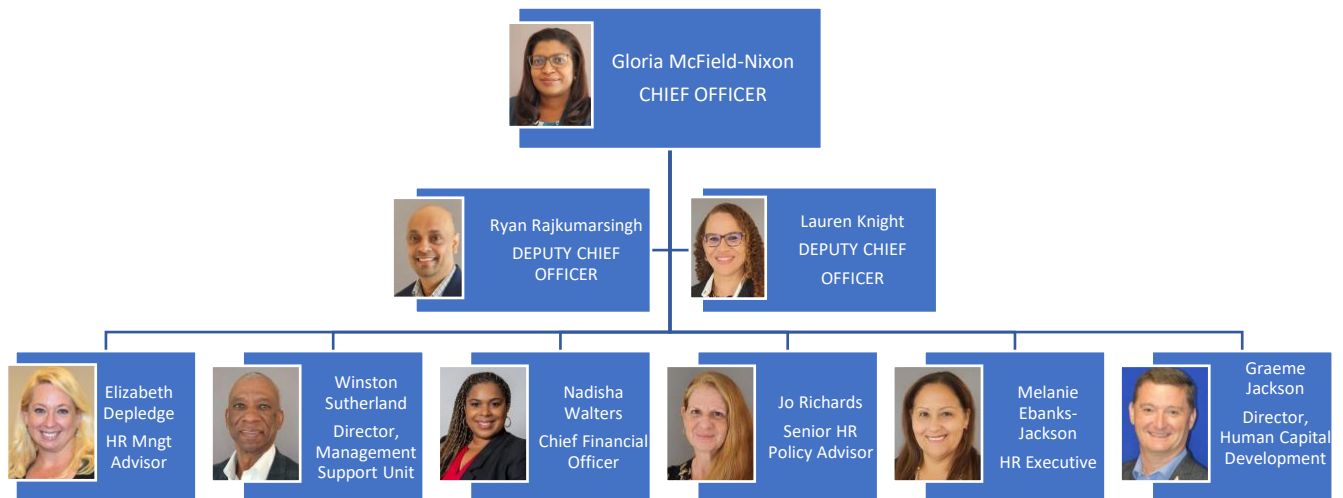 Gloria McField-Nixon
CHIEF OFFICER
Ryan Rajkumarsingh
DEPUTY CHIEF
OFFICER
Lauren Knight
DEPUTY CHIEF
OFFICER
Elizabeth
Depledge
HR Mngt
Advisor
Winston
Sutherland
Director,
Management
Support Unit
Nadisha
Walters
Chief Financial
Officer
Jo Richards
Senior HR
Policy Advisor
Melanie
Ebanks-
Jackson
HR Executive
Graeme
Jackson
Director,
Human Capital
Development